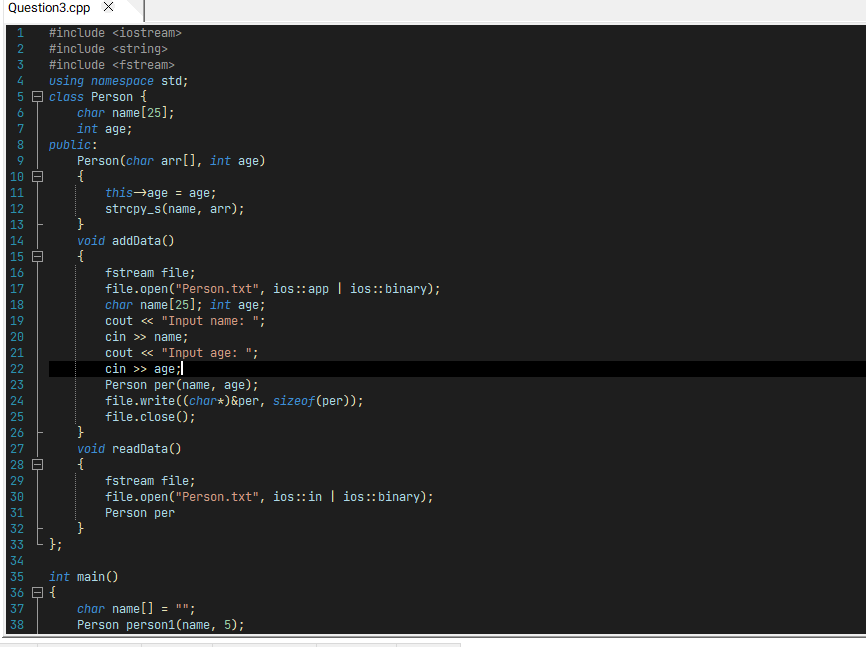 Question3.cpp
1 #include <iostream>
2 #include <string>
3 #include <fstream>
4 using namespace std;
5 class Person {
6 char name[25];
7 int age;
8 public:
9 Person(char arr[], int age)
10 {
11 this->age = age;
12 strcpy_s(name, arr);
13 }
14 void addData()
15 {
16 fstream file;
17 file.open("Person.txt", ios::app | ios::binary);
18 char name[25]; int age;
19 cout << "Input name: ";
20 cin >> name;
21 cout << "Input age: ";
22 cin >> age;
23 Person per(name, age);
24 file.write((char*)&per, sizeof(per));
25 file.close();
26 }
27 void readData()
28 {
29 fstream file;
30 file.open("Person.txt", ios::in | ios::binary);
31 Person per
32 }
33 };
34
35 int main()
36 {
37 char name[] = "";
38 Person person1(name, 5);